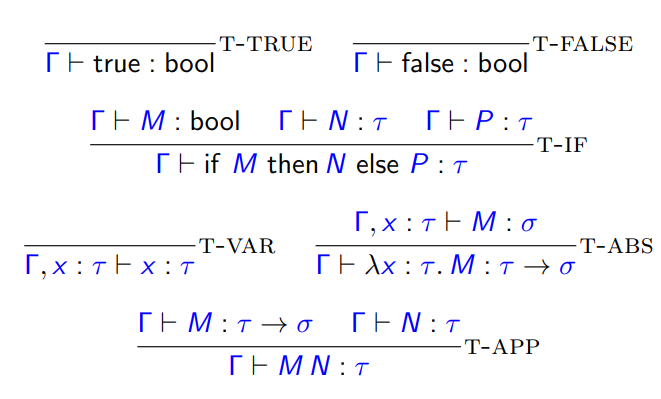 T-TRUE T-FALSE
Γ ⊢ true : bool Γ ⊢ false : bool
Γ ⊢ M : bool Γ ⊢ N : τ Γ ⊢ P : τ
T-IF
Γ ⊢ if M then N else P : τ
Γ, x : τ ⊢ M : σ
T-VAR T-ABS
Γ, x : τ ⊢ x : τ Γ ⊢ λx : τ. M : τ → σ
Γ ⊢ M : τ → σ Γ ⊢ N : τ
T-APP
Γ ⊢ M N : τ